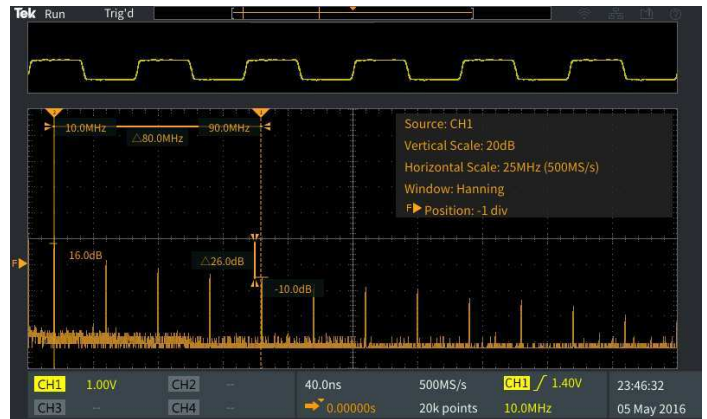 Tek Run Trig'd
10.0MHz 90.0MHz
△80.0MHz
Source: CH1
Vertical Scale: 20dB
Horizontal Scale: 25MHz (500MS/s)
Window: Hanning
F Position: -1 div
16.0dB
△26.0dB
F
-10.0dB
CH1 1.00V CH2 -- 40.0ns 500MS/s CH1 1.40V 23:46:32
CH3 -- CH4 -- 0.00000s 20k points 10.0MHz 05 May 2016